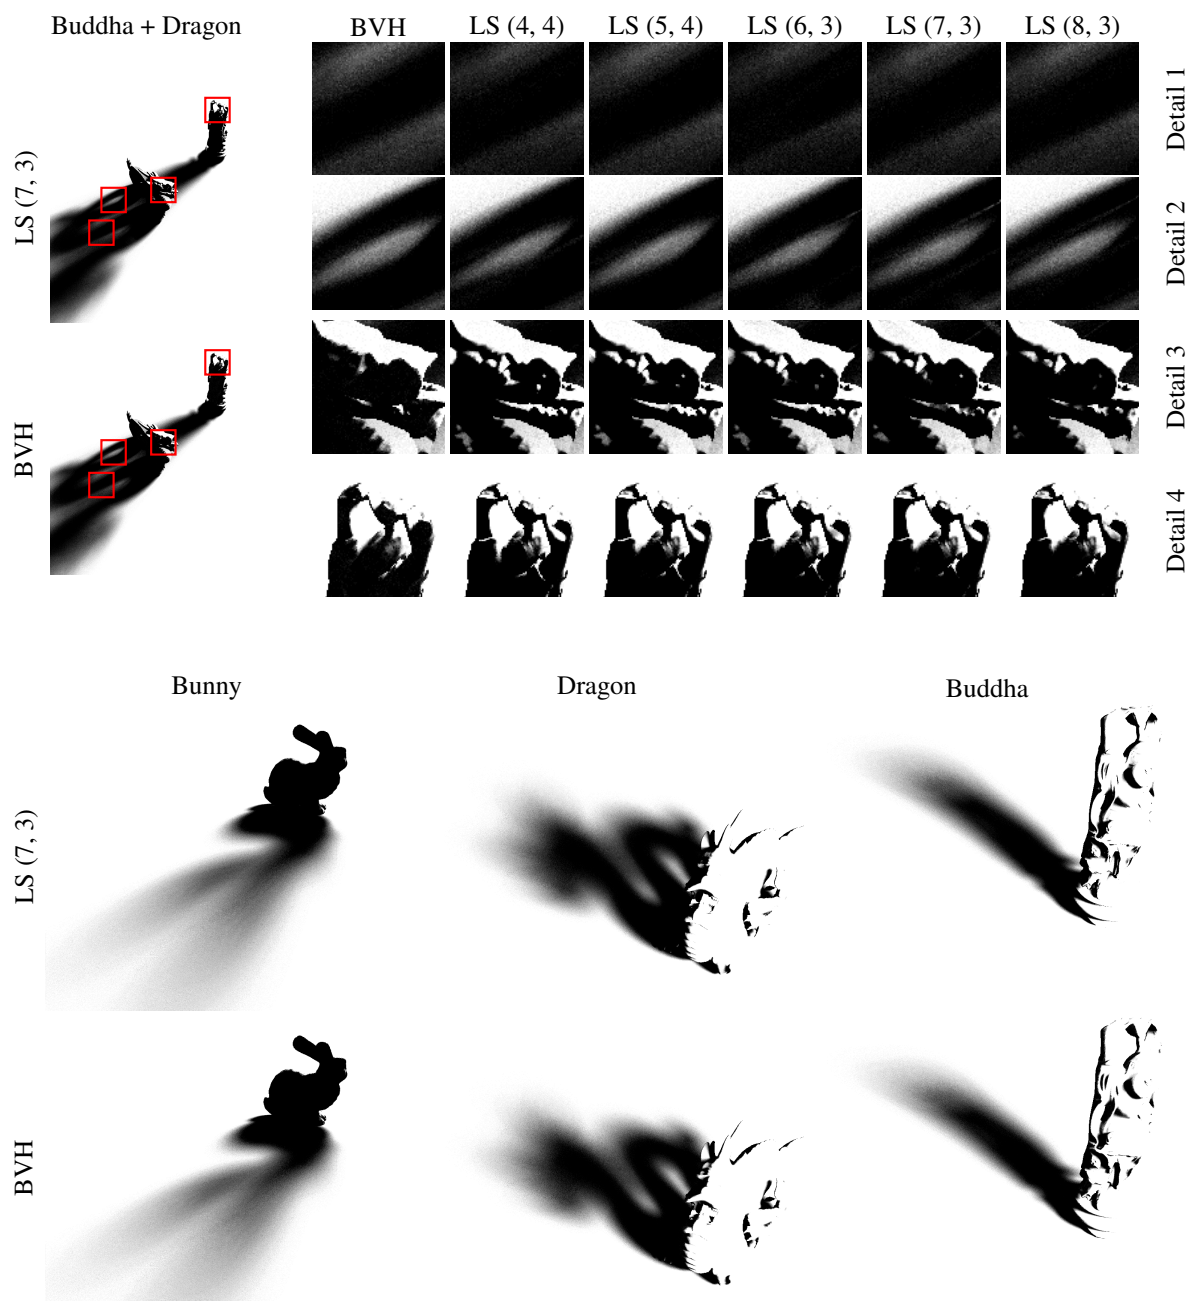 Buddha + Dragon
BVH
LS (4, 4)
LS (5, 4)
LS (6, 3)
LS (7, 3)
LS (8, 3)
LS (7, 3)
BVH
Detail 1
Detail 2
Detail 3
Detail 4
Bunny
Dragon
Buddha
LS (7, 3)
BVH